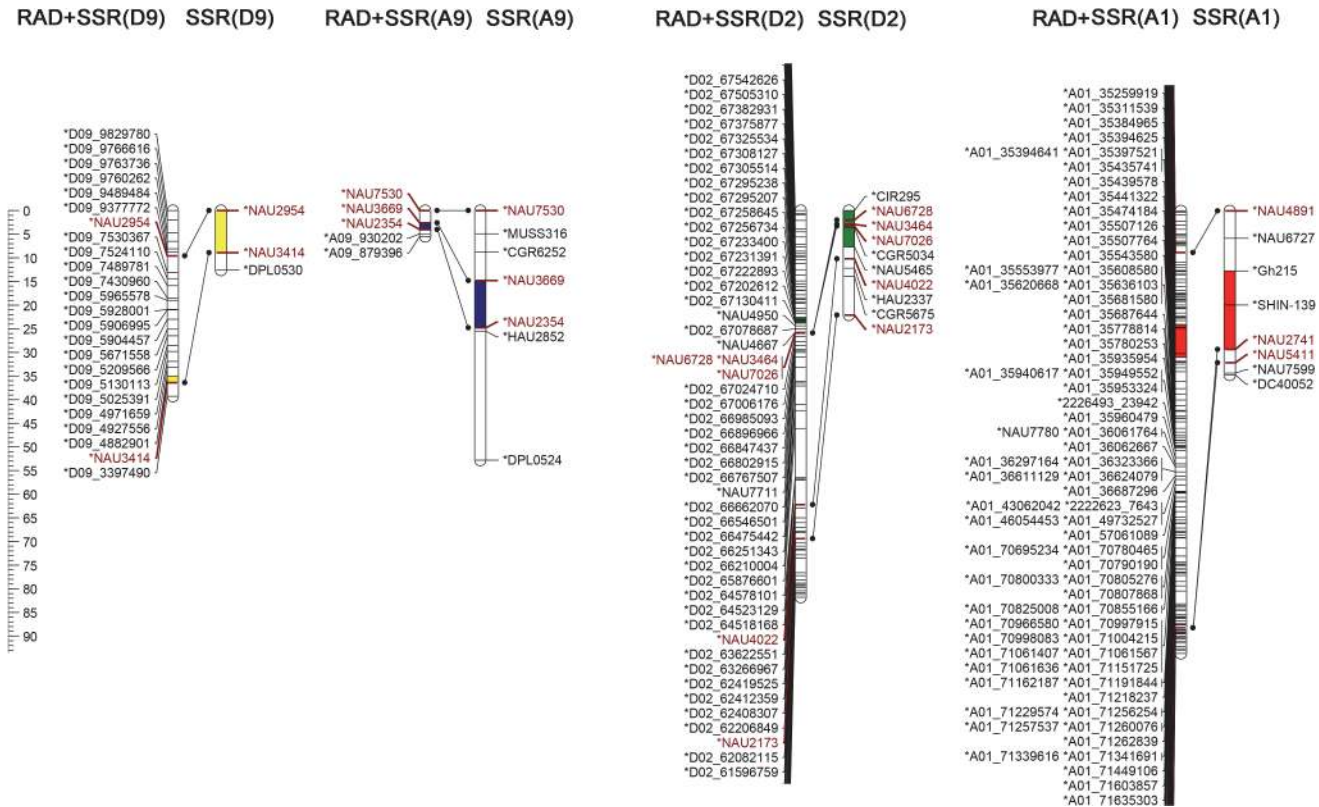 RAD+SSR(D9) SSR(D9) RAD+SSR(A9) SSR(A9) RAD+SSR(D2) SSR(D2) RAD+SSR(A1) SSR(A1)
0
5
10
15
20
25
30
35
40
45
50
55
60
65
70
75
80
85
90
*D09_9829780
*D09_9766616
*D09_9763736
*D09_9760262
*D09_9489484
*D09_9377772
*NAU2954
*D09_7530367
*D09_7524110
*D09_7489781
*D09_7430960
*D09_5965578
*D09_5928001
*D09_5906995
*D09_5904457
*D09_5671558
*D09_5209566
*D09_5130113
*D09_5025391
*D09_4971659
*D09_4927556
*D09_4882901
*NAU3414
*D09_3397490
*NAU2954
*NAU3414
*DPL0530
*NAU7530
*NAU3669
*NAU2354
*A09_930202
*A09_879396
*NAU7530
*MUSS316
*CGR6252
*NAU3669
*NAU2354
*HAU2852
*DPL0524
*D02_67542626
*D02_67505310
*D02_67382931
*D02_67375877
*D02_67325534
*D02_67308127
*D02_67305514
*D02_67295238
*D02_67295207
*D02_67258645
*D02_67256734
*D02_67233400
*D02_67231391
*D02_67222893
*D02_67202612
*D02_67130411
*NAU4950
*D02_67078687
*NAU4667
*NAU6728 *NAU3464
*NAU7026
*D02_67024710
*D02_67006176
*D02_66985093
*D02_66896966
*D02_66847437
*D02_66802915
*D02_66767507
*NAU7711
*D02_66662070
*D02_66546501
*D02_66475442
*D02_66251343
*D02_66210004
*D02_65876601
*D02_64578101
*D02_64523129
*D02_64518168
*NAU4022
*D02_63622551
*D02_63266967
*D02_62419525
*D02_62412359
*D02_62408307
*D02_62206849
*NAU2173
*D02_62082115
*D02_61596759
*CIR295
*NAU6728
*NAU3464
*NAU7026
*CGR5034
*NAU5465
*NAU4022
*HAU2337
*CGR5675
*NAU2173
*A01_35259919
*A01_35311539
*A01_35384965
*A01_35394625
*A01_35394641 *A01_35397521
*A01_35435741
*A01_35439578
*A01_35441322
*A01_35474184
*A01_35507126
*A01_35507764
*A01_35543580
*A01_35553977 *A01_35608580
*A01_35620668 *A01_35636103
*A01_35681580
*A01_35687644
*A01_35778814
*A01_35780253
*A01_35935954
*A01_35940617 *A01_35949552
*A01_35953324
*2226493_23942
*A01_35960479
*NAU7780 *A01_36061764
*A01_36062667
*A01_36297164 *A01_36323366
*A01_36611129 *A01_36624079
*A01_36687296
*A01_43062042 *2222623_7643
*A01_46054453 *A01_49732527
*A01_57061089
*A01_70695234 *A01_70780465
*A01_70790190
*A01_70800333 *A01_70805276
*A01_70807868
*A01_70825008 *A01_70855166
*A01_70966580 *A01_70997915
*A01_70998083 *A01_71004215
*A01_71061407 *A01_71061567
*A01_71061636 *A01_71151725
*A01_71162187 *A01_71191844
*A01_71218237
*A01_71229574 *A01_71256254
*A01_71257537 *A01_71260076
*A01_71262839
*A01_71339616 *A01_71341691
*A01_71449106
*A01_71603857
*A01_71635303
*NAU4891
*NAU6727
*Gh215
*SHIN-139
*NAU2741
*NAU5411
*NAU7599
*DC40052